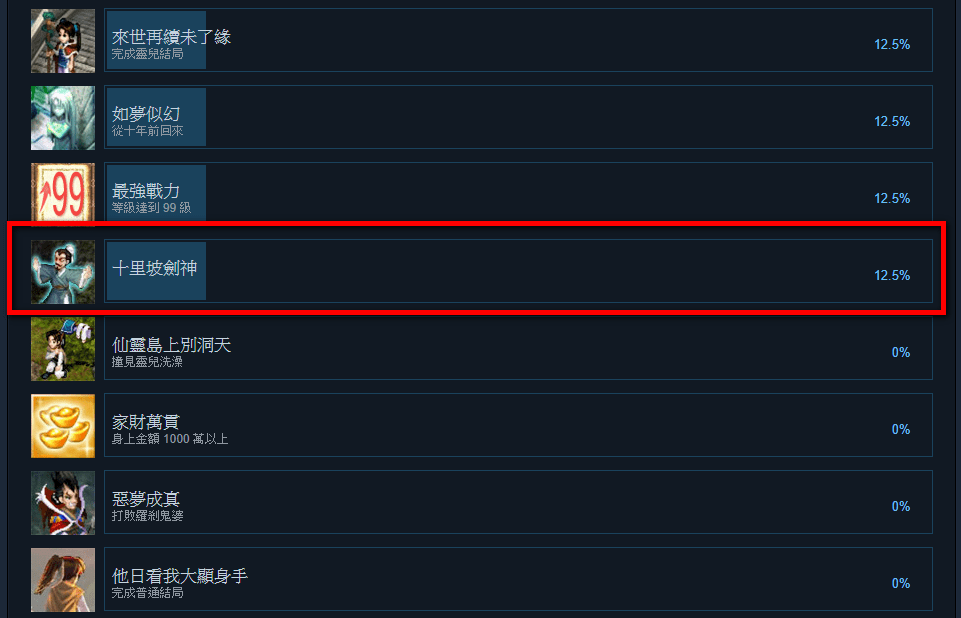 來世再續未了緣
完成靈兒結局
12.5%
如夢似幻
從十年前回來
12.5%
99
最強戰力
等級達到 99 級
12.5%
十里坡劍神
12.5%
仙靈島上別洞天
撞見靈兒洗澡
0%
家財萬貫
身上金額 1000 萬以上
0%
惡夢成真
打敗羅剎鬼婆
0%
他日看我大顯身手
完成普通結局
0%